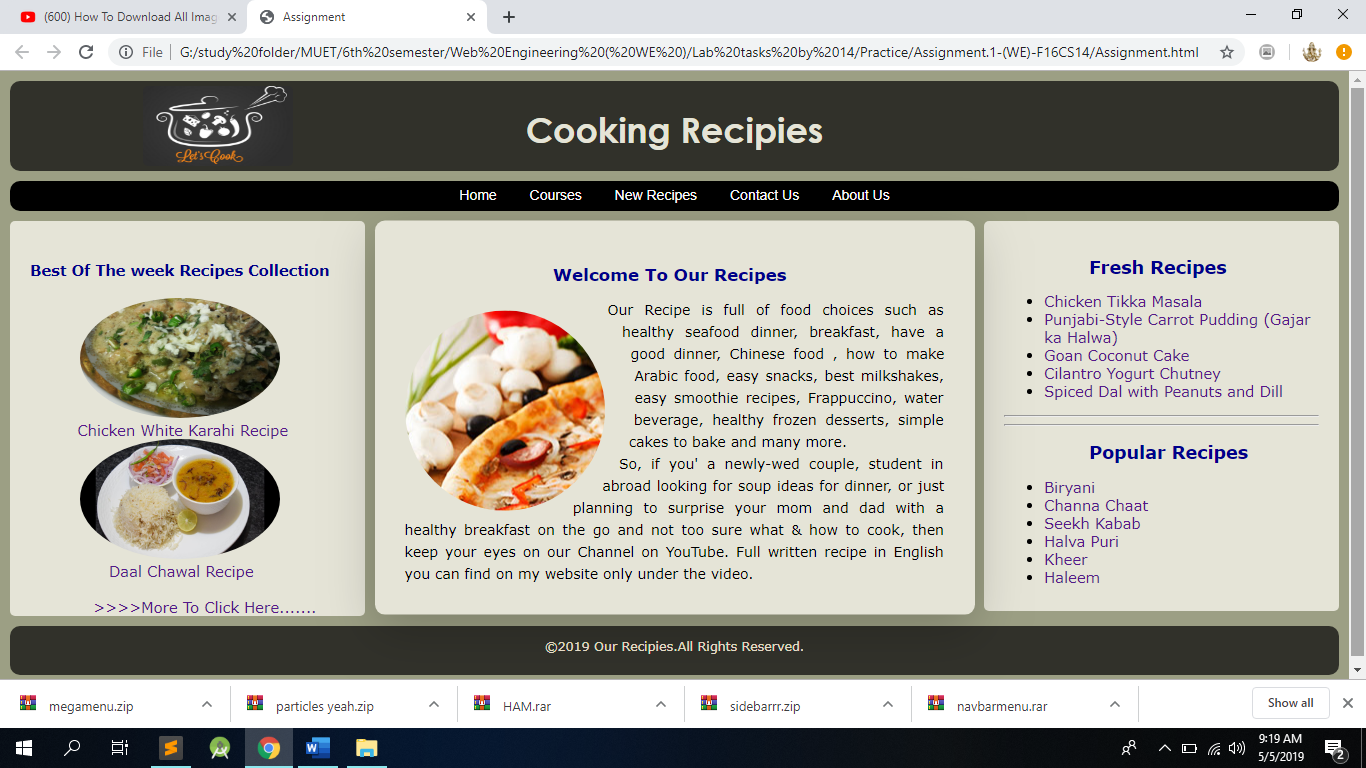 (600) How To Download All Imag
Assignment
File
G:/study%20folder/MUET/6th%20semester/Web%20Engineering%20(%20WE%20)/Lab%20tasks%20by%2014/Practice/Assignment.1-(WE)-F16CS14/Assignment.html
Let's Cook
Cooking Recipies
Home Courses New Recipes Contact Us About Us
Best Of The week Recipes Collection
Chicken White Karahi Recipe
Daal Chawal Recipe
>>>>More To Click Here.......
Welcome To Our Recipes
Our Recipe is full of food choices such as
healthy seafood dinner, breakfast, have a
good dinner, Chinese food , how to make
Arabic food, easy snacks, best milkshakes,
easy smoothie recipes, Frappuccino, water
beverage, healthy frozen desserts, simple
cakes to bake and many more.
So, if you' a newly-wed couple, student in
abroad looking for soup ideas for dinner, or just
planning to surprise your mom and dad with a
healthy breakfast on the go and not too sure what & how to cook, then
keep your eyes on our Channel on YouTube. Full written recipe in English
you can find on my website only under the video.
Fresh Recipes
Chicken Tikka Masala
Punjabi-Style Carrot Pudding (Gajar
ka Halwa)
Goan Coconut Cake
Cilantro Yogurt Chutney
Spiced Dal with Peanuts and Dill
Popular Recipes
Biryani
Channa Chaat
Seekh Kabab
Halva Puri
Kheer
Haleem
©2019 Our Recipies.All Rights Reserved.
megamenu.zip
particles yeah.zip
HAM.rar
sidebarrr.zip
navbarmenu.rar
Show all
9:19 AM
5/5/2019
2